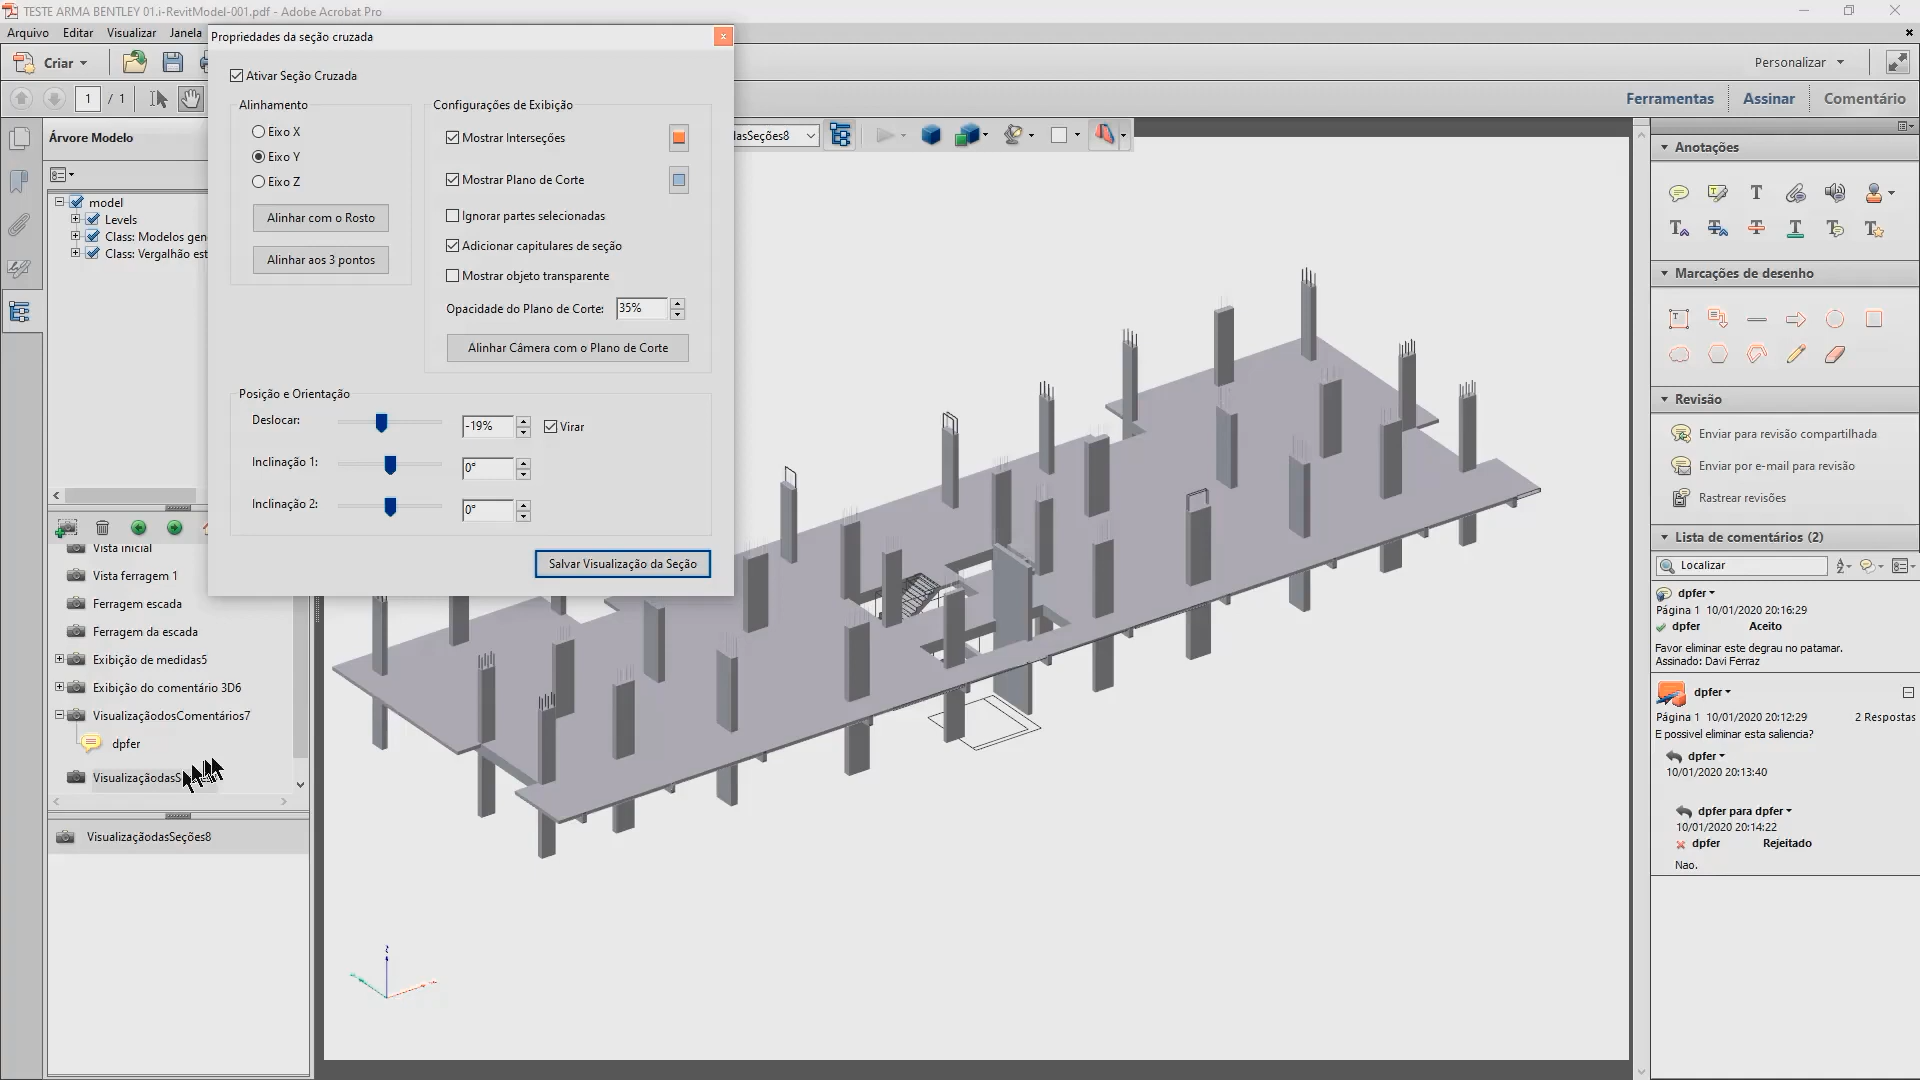 TESTE ARMA BENTLEY 01.i-RevitModel-001.pdf - Adobe Acrobat Pro
Arquivo Editar Visualizar Janela
Criar
Personalizar
1 / 1
Ferramentas Assinar Comentário
Propriedades da seção cruzada
Ativar Seção Cruzada
Alinhamento
Eixo X
Eixo Y
Eixo Z
Alinhar com o Rosto
Alinhar aos 3 pontos
Configurações de Exibição
Mostrar Interseções
Mostrar Plano de Corte
Ignorar partes selecionadas
Adicionar capitulares de seção
Mostrar objeto transparente
Opacidade do Plano de Corte: 35%
Alinhar Câmera com o Plano de Corte
Posição e Orientação
Deslocar: -19% Virar
Inclinação 1: 0°
Inclinação 2: 0°
Salvar Visualização da Seção
Árvore Modelo
model
Levels
Class: Modelos gen
Class: Vergalhão est
Vista inicial
Vista ferragem 1
Ferragem escada
Ferragem da escada
Exibição de medidas5
Exibição do comentário 3D6
VisualizaçãodosComentários7
dpfer
VisualizaçãodasS
VisualizaçãodasSeções8
dasSeções8
Anotações
Marcações de desenho
Revisão
Enviar para revisão compartilhada
Enviar por e-mail para revisão
Rastrear revisões
Lista de comentários (2)
Localizar
dpfer
Página 1 10/01/2020 20:16:29
dpfer Aceito
Favor eliminar este degrau no patamar.
Assinado: Davi Ferraz
dpfer
Página 1 10/01/2020 20:12:29 2 Respostas
E possivel eliminar esta saliencia?
dpfer
10/01/2020 20:13:40
dpfer para dpfer
10/01/2020 20:14:22
dpfer Rejeitado
Nao.